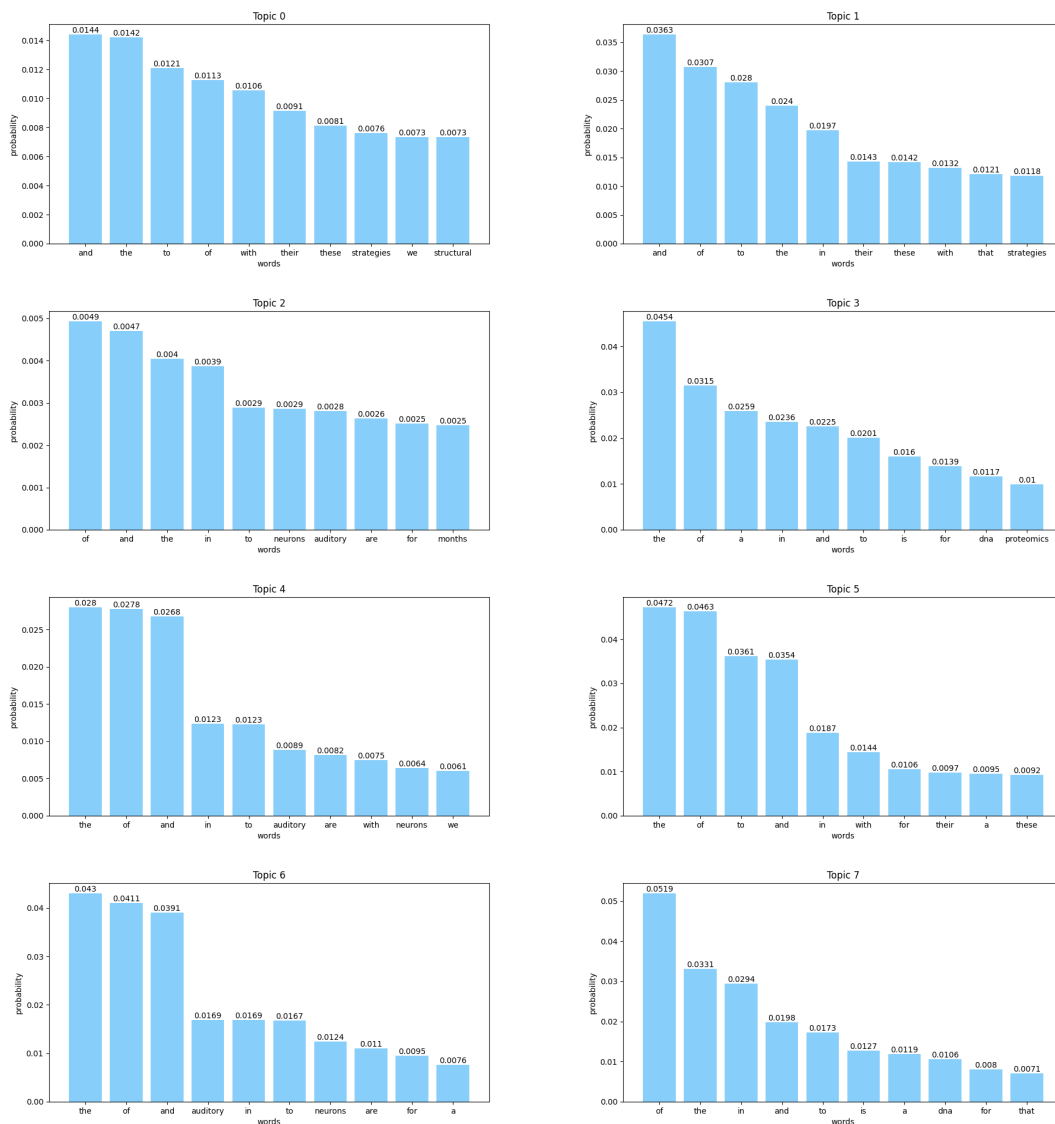 Topic 0
0.0144 0.0142 0.0121 0.0113 0.0106 0.0091 0.0081 0.0076 0.0073 0.0073
0.014
0.012
0.010
0.008
0.006
0.004
0.002
0.000
probability
and the to of with their these strategies we structural
words
Topic 1
0.0363 0.0307 0.028 0.024 0.0197 0.0143 0.0142 0.0132 0.0121 0.0118
0.035
0.030
0.025
0.020
0.015
0.010
0.005
0.000
probability
and of to the in their these with that strategies
words
Topic 2
0.0049 0.0047 0.004 0.0039 0.0029 0.0029 0.0028 0.0026 0.0025 0.0025
0.005
0.004
0.003
0.002
0.001
0.000
probability
of and the in to neurons auditory are for months
words
Topic 3
0.0454 0.0315 0.0259 0.0236 0.0225 0.0201 0.016 0.0139 0.0117 0.01
0.04
0.03
0.02
0.01
0.00
probability
the of a in and to is for dna proteomics
words
Topic 4
0.028 0.0278 0.0268 0.0123 0.0123 0.0089 0.0082 0.0075 0.0064 0.0061
0.025
0.020
0.015
0.010
0.005
0.000
probability
the of and in to auditory are with neurons we
words
Topic 5
0.0472 0.0463 0.0361 0.0354 0.0187 0.0144 0.0106 0.0097 0.0095 0.0092
0.04
0.03
0.02
0.01
0.00
probability
the of to and in with for their a these
words
Topic 6
0.043 0.0411 0.0391 0.0169 0.0169 0.0167 0.0124 0.011 0.0095 0.0076
0.04
0.03
0.02
0.01
0.00
probability
the of and auditory in to neurons are for a
words
Topic 7
0.0519 0.0331 0.0294 0.0198 0.0173 0.0127 0.0119 0.0106 0.008 0.0071
0.05
0.04
0.03
0.02
0.01
0.00
probability
of the in and to is a dna for that
words